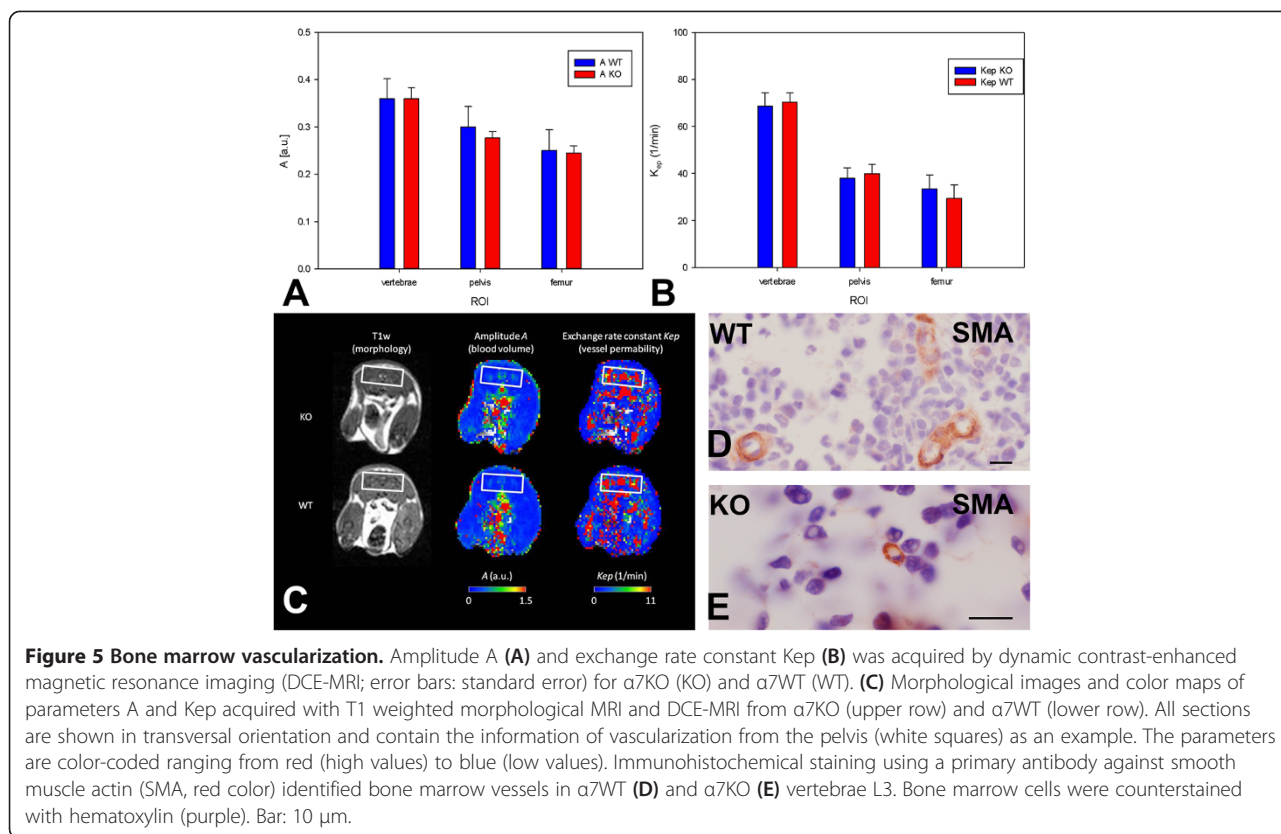 0.5
0.4
0.3
0.2
0.1
0.0
A [a.u.]
A WT
A KO
vertebrae pelvis femur
ROI
A
100
80
60
40
20
0
Kep (1/min)
Kep KO
Kep WT
vertebrae pelvis femur
ROI
B
T1w
(morphology)
Amplitude A
(blood volume)
Exchange rate constant Kep
(vessel permability)
KO
WT
A (a.u.)
0 1.5
Kep (1/min)
0 11
C
WT SMA
D
KO SMA
E
Figure 5 Bone marrow vascularization. Amplitude A (A) and exchange rate constant Kep (B) was acquired by dynamic contrast-enhanced
magnetic resonance imaging (DCE-MRI; error bars: standard error) for α7KO (KO) and α7WT (WT). (C) Morphological images and color maps of
parameters A and Kep acquired with T1 weighted morphological MRI and DCE-MRI from α7KO (upper row) and α7WT (lower row). All sections
are shown in transversal orientation and contain the information of vascularization from the pelvis (white squares) as an example. The parameters
are color-coded ranging from red (high values) to blue (low values). Immunohistochemical staining using a primary antibody against smooth
muscle actin (SMA, red color) identified bone marrow vessels in α7WT (D) and α7KO (E) vertebrae L3. Bone marrow cells were counterstained
with hematoxylin (purple). Bar: 10 μm.